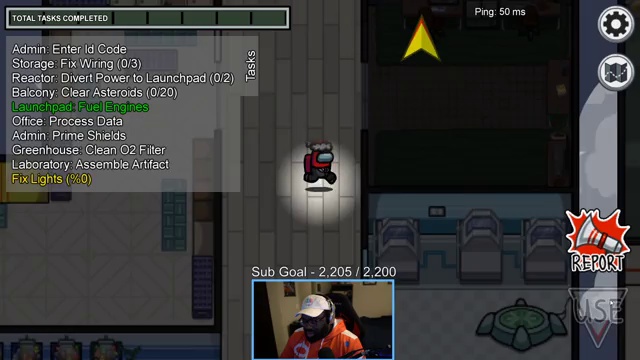 TOTAL TASKS COMPLETED
Ping: 50 ms
Admin: Enter Id Code
Storage: Fix Wiring (0/3)
Reactor: Divert Power to Launchpad (0/2)
Balcony: Clear Asteroids (0/20)
Launchpad: Fuel Engines
Office: Process Data
Admin: Prime Shields
Greenhouse: Clean O2 Filter
Laboratory: Assemble Artifact
Fix Lights (%0)
Tasks
REPORT
USE
Sub Goal - 2,205 / 2,200